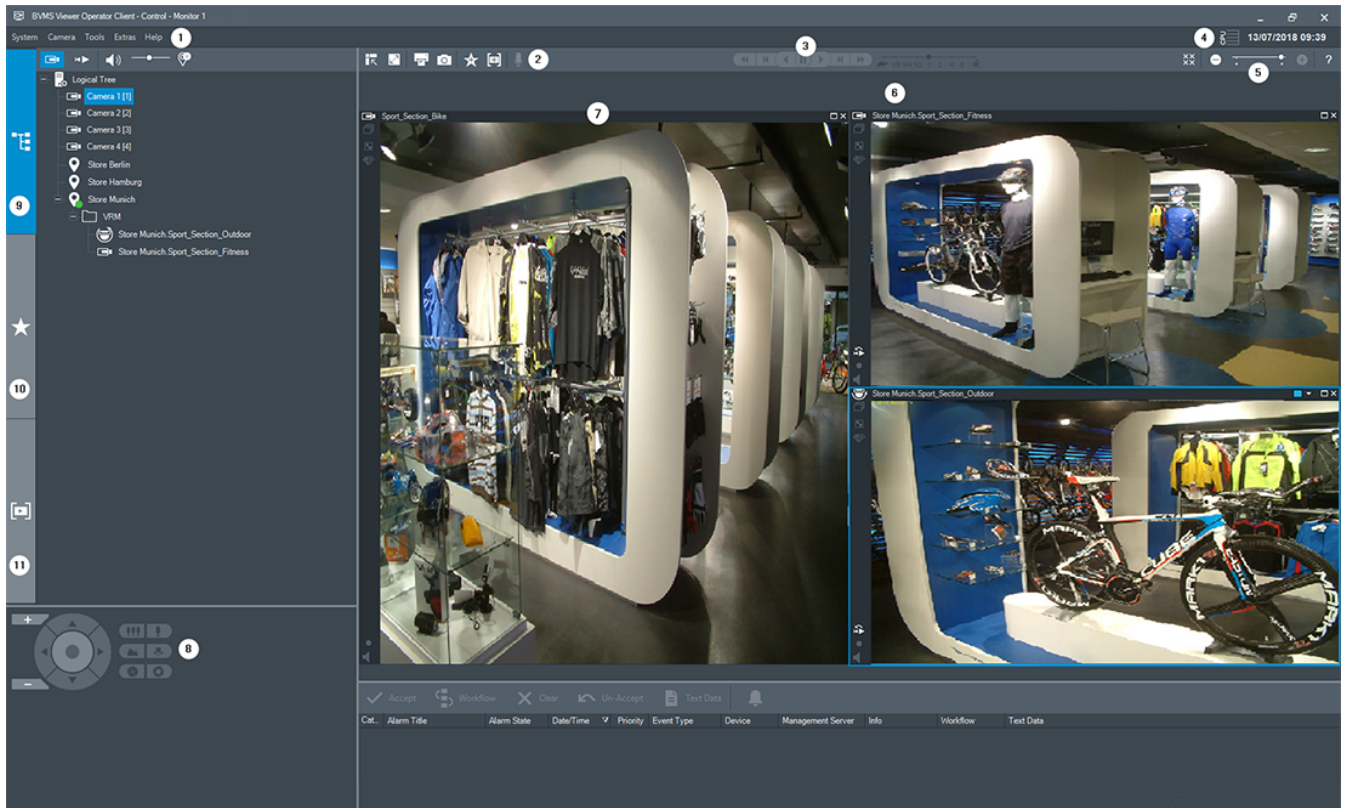 BVMS Viewer Operator Client - Control - Monitor 1
System Camera Tools Extras Help 1
4 13/07/2018 09:39
2
3
5
?
Logical Tree
Camera 1 [1]
Camera 2 [2]
Camera 3 [3]
Camera 4 [4]
Store Berlin
Store Hamburg
Store Munich
VRM
Store Munich.Sport_Section_Outdoor
Store Munich.Sport_Section_Fitness
9
10
11
8
7
Sport_Section_Bike
6
Store Munich.Sport_Section_Fitness
Store Munich.Sport_Section_Outdoor
CUBE
Accept Workflow Clear Un-Accept Text Data
Cat.. Alarm Title Alarm State Date/Time Priority Event Type Device Management Server Info Workflow Text Data